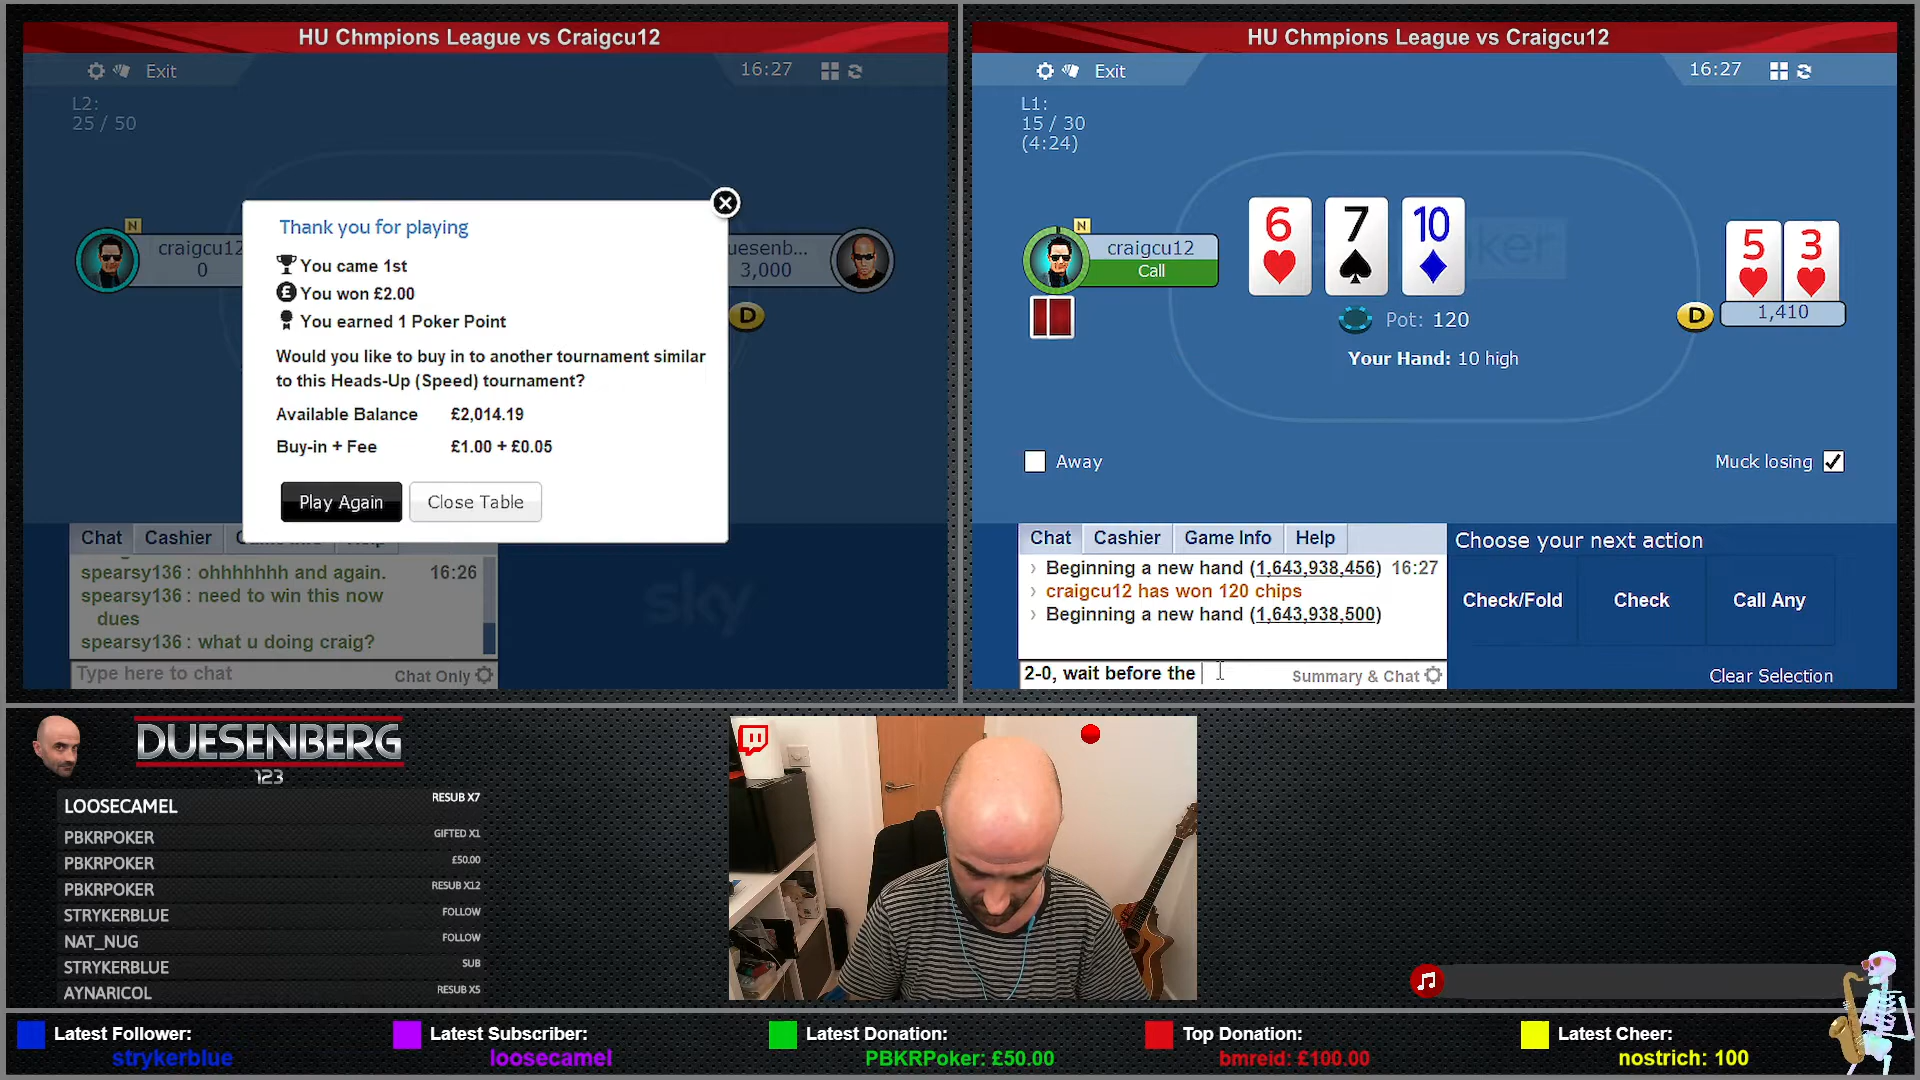 HU Chmpions League vs Craigcu12
Exit
16:27
L2:
25 / 50
N
craigcu12
0
uesenb...
3,000
D
Thank you for playing
You came 1st
You won £2.00
You earned 1 Poker Point
Would you like to buy in to another tournament similar
to this Heads-Up (Speed) tournament?
Available Balance £2,014.19
Buy-in + Fee £1.00 + £0.05
Play Again
Close Table
Chat
Cashier
Help
spearsy136 : ohhhhhhh and again. 16:26
spearsy136 : need to win this now
dues
spearsy136 : what u doing craig?
Type here to chat
Chat Only
sky
HU Chmpions League vs Craigcu12
Exit
16:27
L1:
15 / 30
(4:24)
N
craigcu12
Call
6
7
10
5
3
D
1,410
Pot: 120
Your Hand: 10 high
Away
Muck losing
Chat
Cashier
Game Info
Help
› Beginning a new hand (1,643,938,456) 16:27
› craigcu12 has won 120 chips
› Beginning a new hand (1,643,938,500)
2-0, wait before the
Summary & Chat
Choose your next action
Check/Fold
Check
Call Any
Clear Selection
DUESENBERG
123
LOOSECAMEL RESUB X7
PBKRPOKER GIFTED X1
PBKRPOKER £50.00
PBKRPOKER RESUB X12
STRYKERBLUE FOLLOW
NAT_NUG FOLLOW
STRYKERBLUE SUB
AYNARICOL RESUB X5
Latest Follower:
strykerblue
Latest Subscriber:
loosecamel
Latest Donation:
PBKRPoker: £50.00
Top Donation:
bmreid: £100.00
Latest Cheer:
nostrich: 100